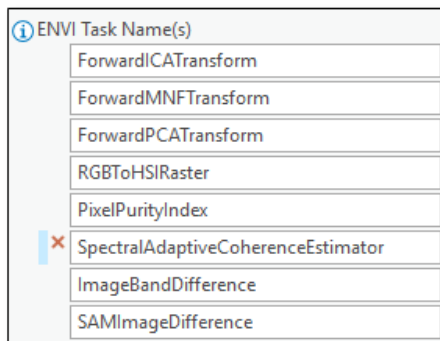 ENVI Task Name(s)
ForwardICATransform
ForwardMNFTransform
ForwardPCATransform
RGBToHSIRaster
PixelPurityIndex
SpectralAdaptiveCoherenceEstimator
ImageBandDifference
SAMImageDifference